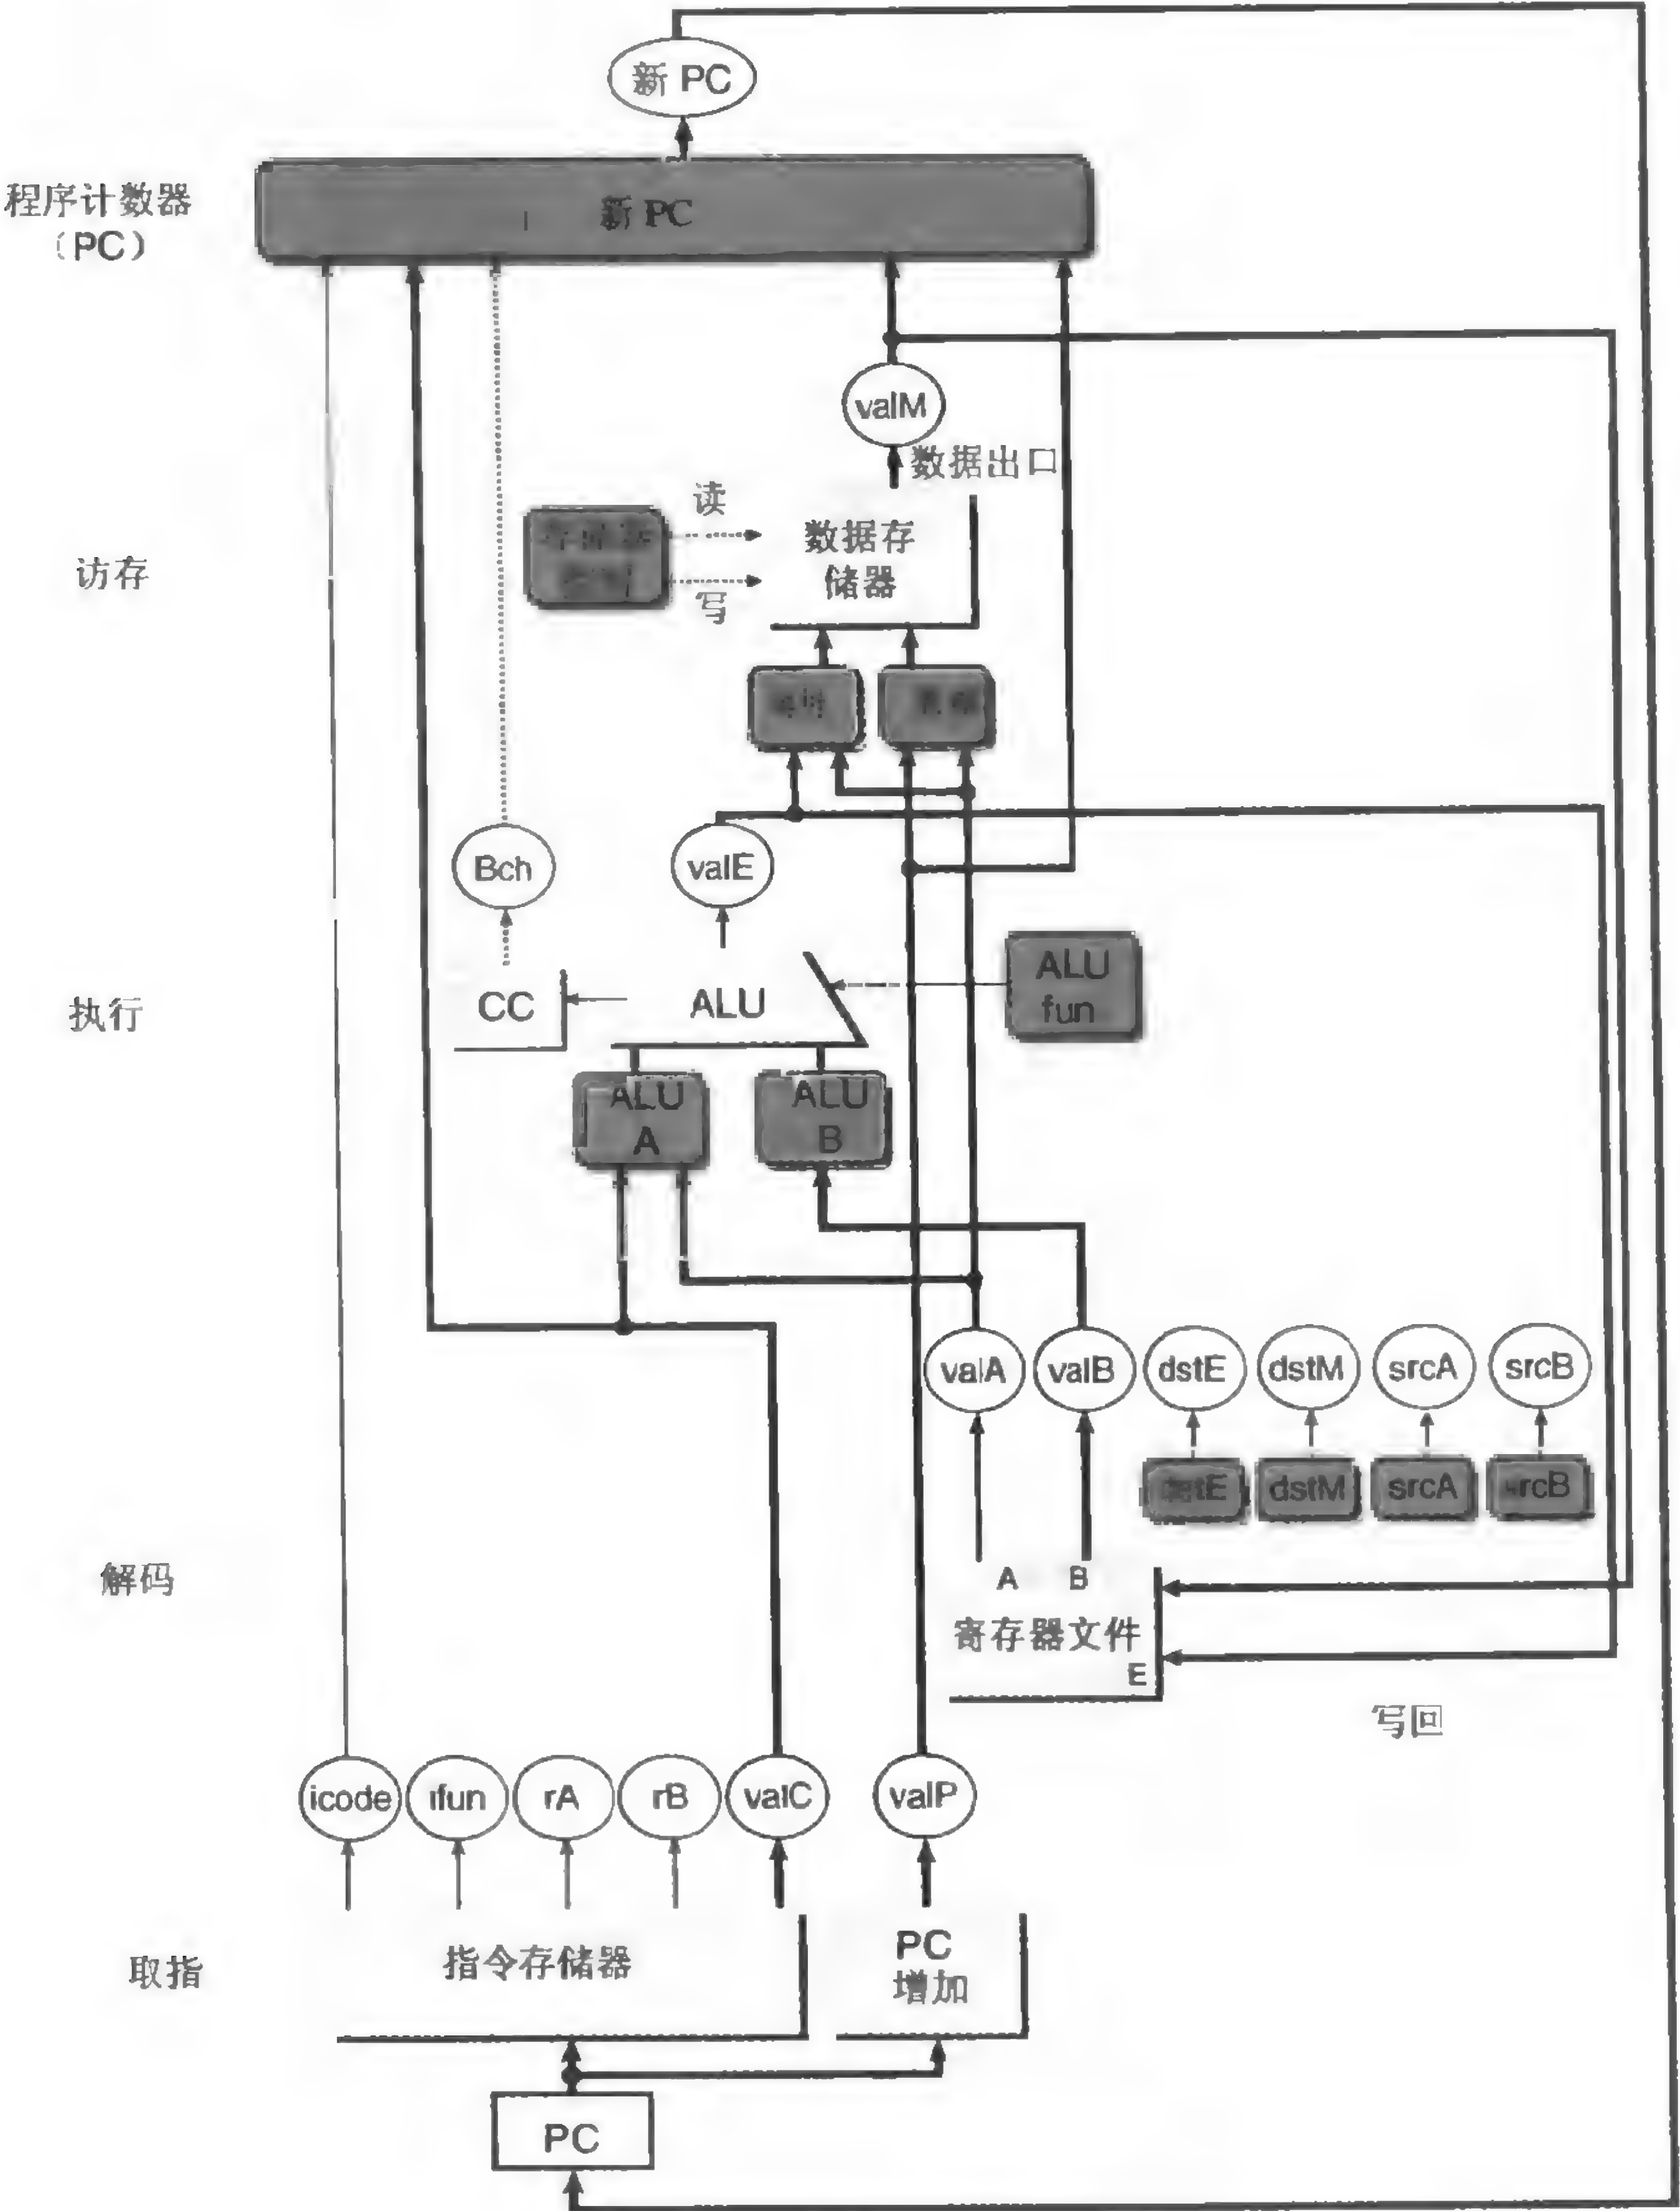 新 PC
程序计数器
（PC）
新 PC
valM
数据出口
读
访存
数据存
储器
写
Bch
valE
ALU
fun
执行
CC
ALU
ALU
A
ALU
B
valA
valB
dstE
dstM
srcA
srcB
dstE
dstM
srcA
srcB
解码
A
B
寄存器文件
E
写回
icode
ifun
rA
rB
valC
valP
取指
指令存储器
PC
增加
PC